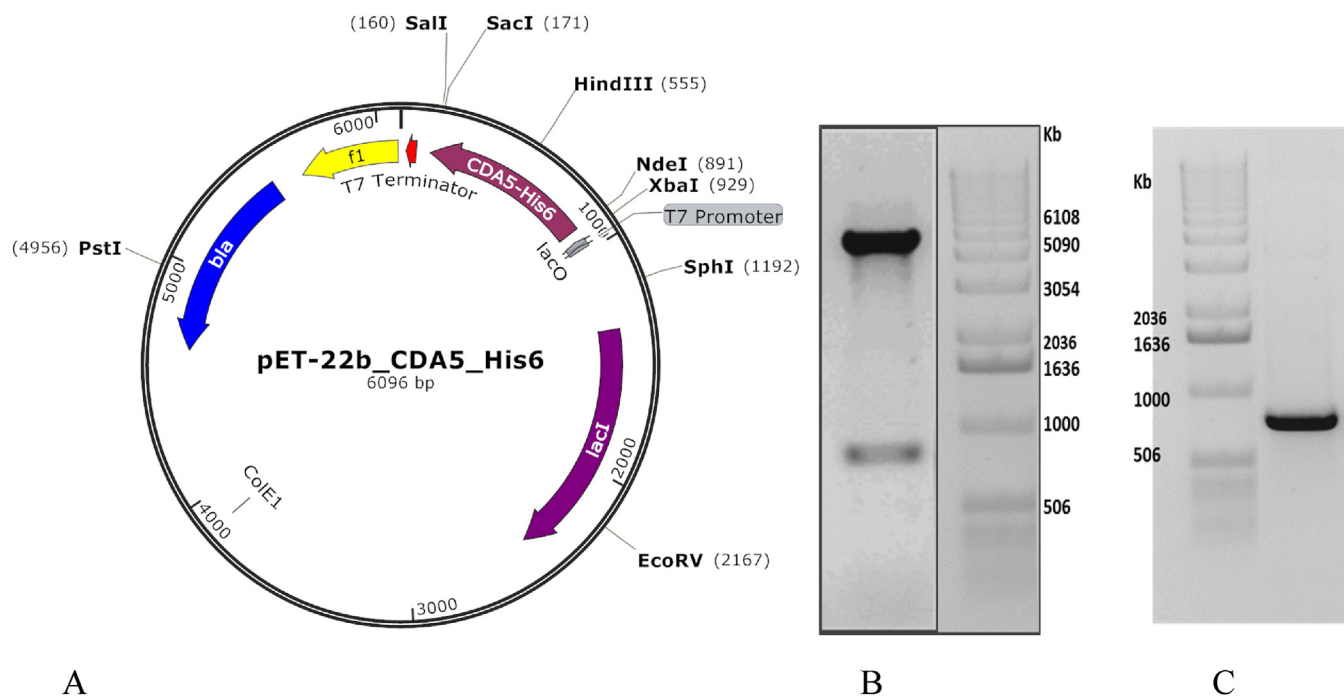 (160) SalI
SacI (171)
HindIII (555)
NdeI (891)
XbaI (929)
T7 Promoter
SphI (1192)
EcoRV (2167)
(4956) PstI
6000
1000
2000
3000
4000
5000
f1
T7 Terminator
CDA5-His6
lacO
bla
lacI
ColE1
pET-22b_CDA5_His6
6096 bp
A
Kb
6108
5090
3054
2036
1636
1000
506
B
Kb
2036
1636
1000
506
C